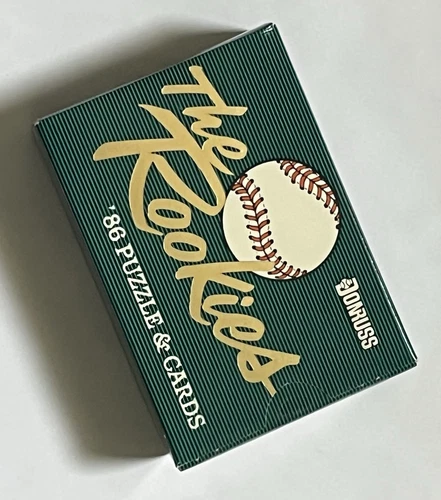 The
Rookies
'86 PUZZLE & CARDS
DONRUSS